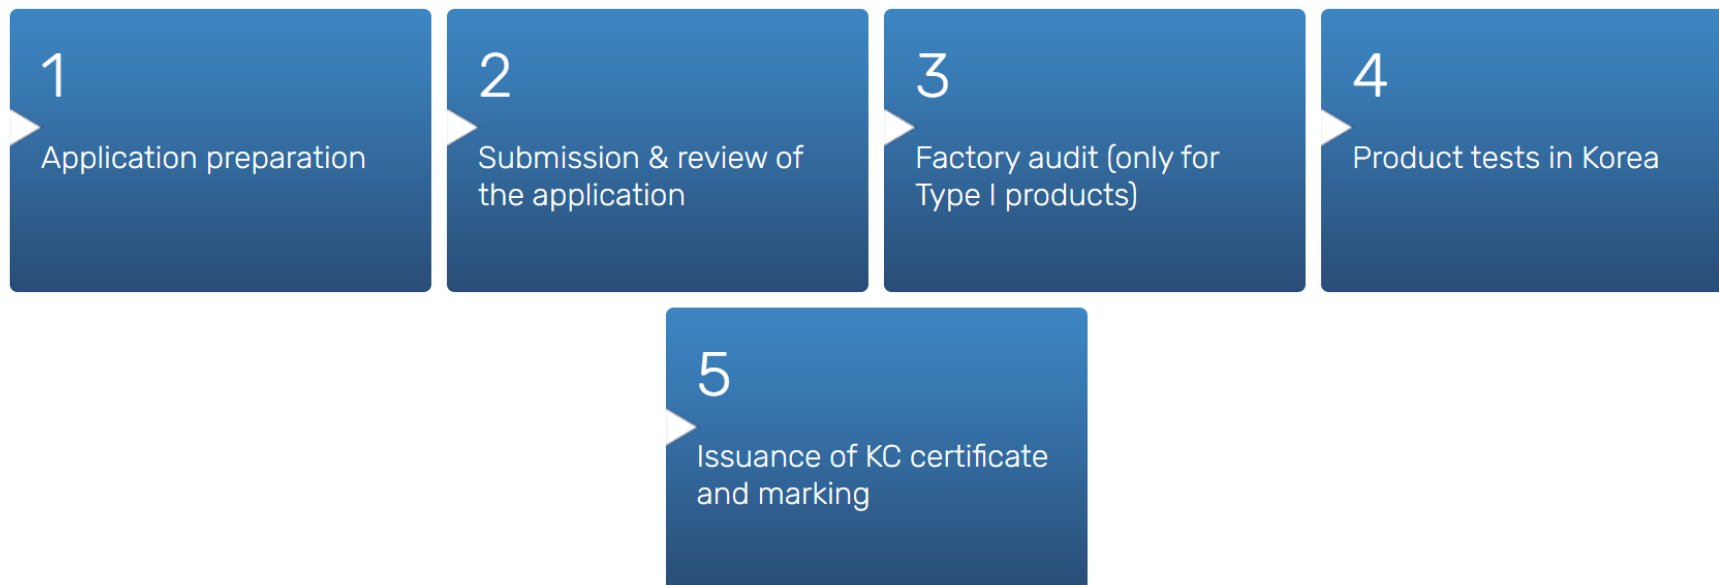 1
Application preparation
2
Submission & review of
the application
3
Factory audit (only for
Type I products)
4
Product tests in Korea
5
Issuance of KC certificate
and marking